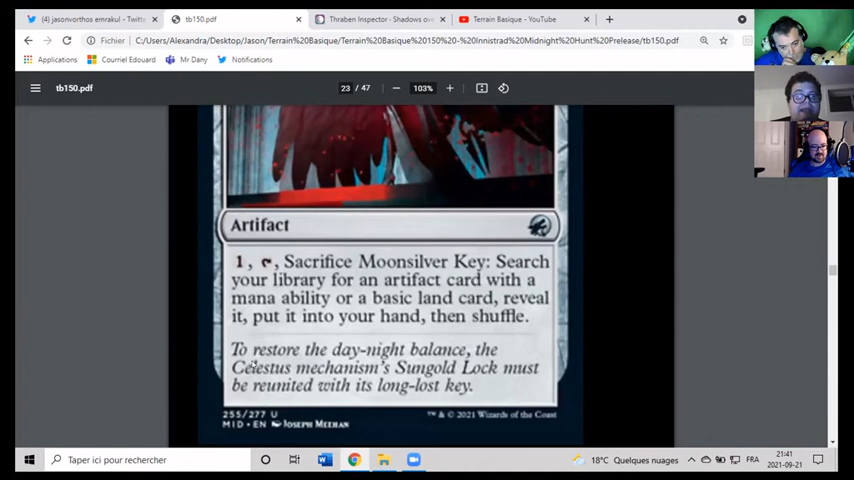 (4) jasonvorthos emrakul - Twitte
tb150.pdf
Thraben Inspector - Shadows ove
Terrain Basique - YouTube
Fichier
C:/Users/Alexandra/Desktop/Jason/Terrain%20Basique/Terrain%20Basique%20150%20-%20Innistrad%20Midnight%20Hunt%20Prelease/tb150.pdf
Applications
Courriel Edouard
Mr Dany
Notifications
tb150.pdf
23 / 47
103%
Artifact
1, Sacrifice Moonsilver Key: Search
your library for an artifact card with a
mana ability or a basic land card, reveal
it, put it into your hand, then shuffle.
To restore the day-night balance, the
Celestus mechanism's Sungold Lock must
be reunited with its long-lost key.
255/277 U
MID • EN Joseph Meehan
™ & © 2021 Wizards of the Coast
Taper ici pour rechercher
18°C Quelques nuages
FRA
21:41
2021-09-21